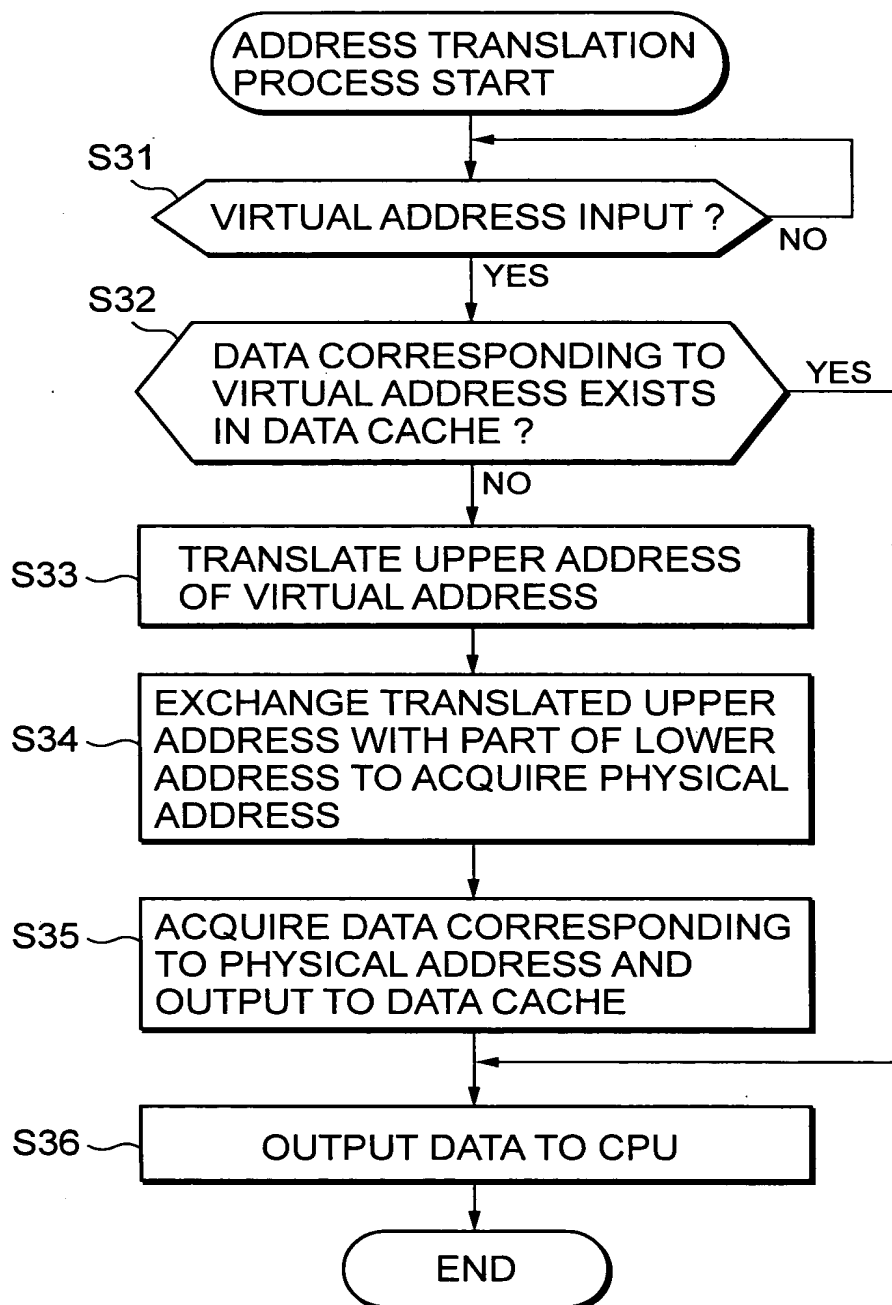 ADDRESS TRANSLATION
PROCESS START
S31
VIRTUAL ADDRESS INPUT ?
NO
YES
S32
DATA CORRESPONDING TO
VIRTUAL ADDRESS EXISTS
IN DATA CACHE ?
YES
NO
S33
TRANSLATE UPPER ADDRESS
OF VIRTUAL ADDRESS
S34
EXCHANGE TRANSLATED UPPER
ADDRESS WITH PART OF LOWER
ADDRESS TO ACQUIRE PHYSICAL
ADDRESS
S35
ACQUIRE DATA CORRESPONDING
TO PHYSICAL ADDRESS AND
OUTPUT TO DATA CACHE
S36
OUTPUT DATA TO CPU
END